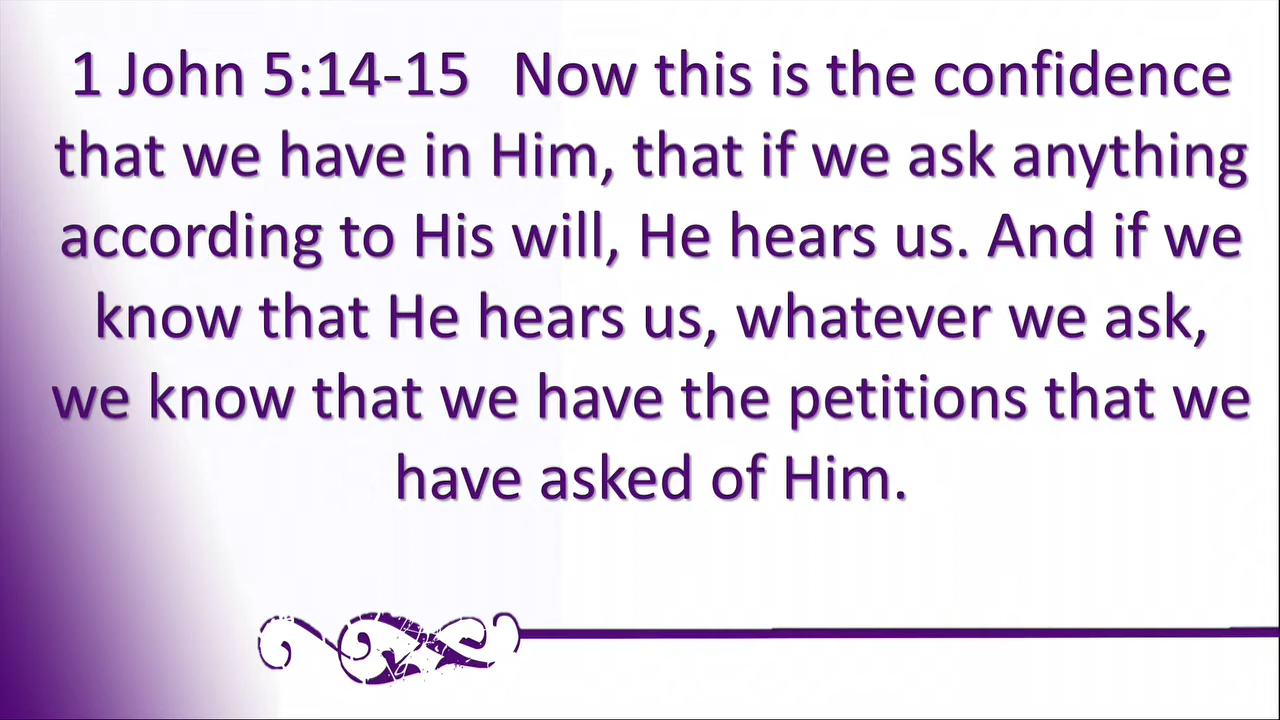 1 John 5:14-15   Now this is the confidence
that we have in Him, that if we ask anything
according to His will, He hears us. And if we
know that He hears us, whatever we ask,
we know that we have the petitions that we
have asked of Him.